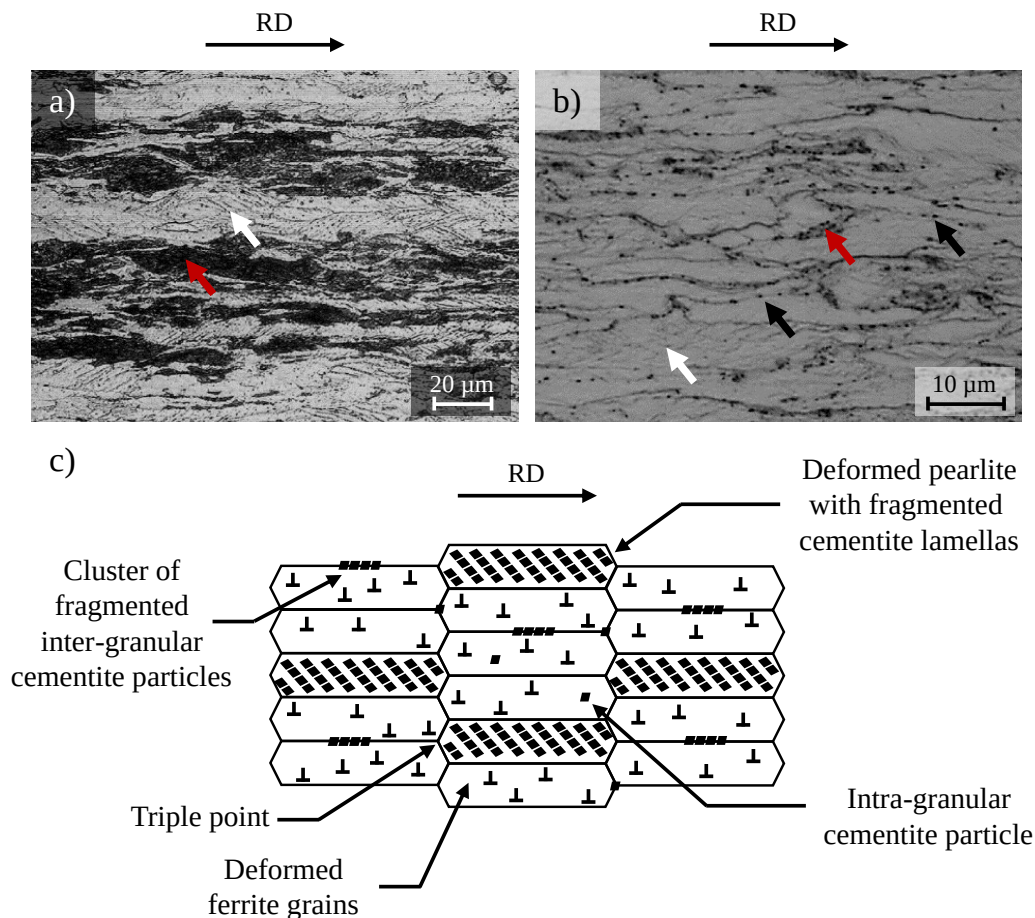 RD
RD
a)
b)
20 µm
10 µm
c)
RD
Deformed pearlite
with fragmented
cementite lamellas
Cluster of
fragmented
inter-granular
cementite particles
Triple point
Intra-granular
cementite particle
Deformed
ferrite grains